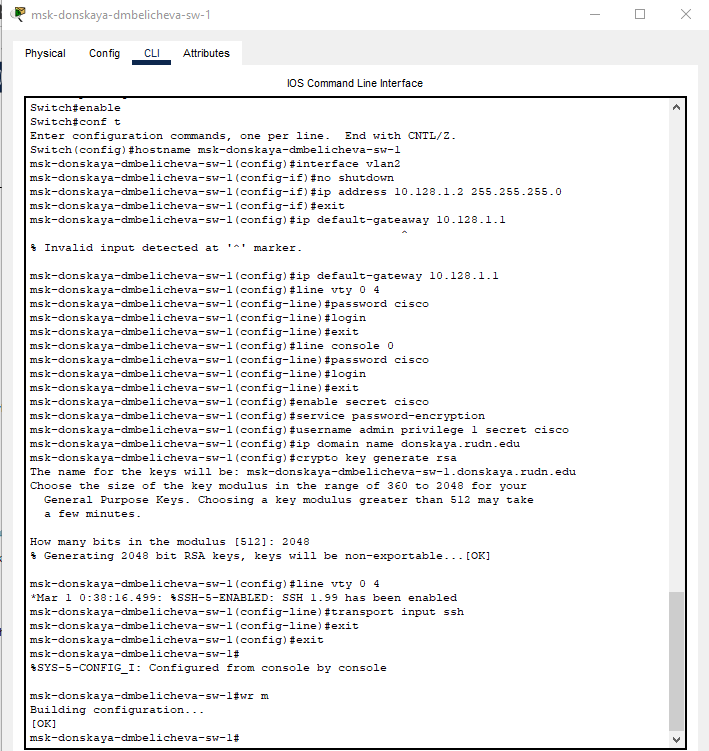 msk-donskaya-dmbelicheva-sw-1
Physical Config CLI Attributes
IOS Command Line Interface
Switch#enable
Switch#conf t
Enter configuration commands, one per line.  End with CNTL/Z.
Switch(config)#hostname msk-donskaya-dmbelicheva-sw-1
msk-donskaya-dmbelicheva-sw-1(config)#interface vlan2
msk-donskaya-dmbelicheva-sw-1(config-if)#no shutdown
msk-donskaya-dmbelicheva-sw-1(config-if)#ip address 10.128.1.2 255.255.255.0
msk-donskaya-dmbelicheva-sw-1(config-if)#exit
msk-donskaya-dmbelicheva-sw-1(config)#ip default-gateaway 10.128.1.1
^
% Invalid input detected at '^' marker.
msk-donskaya-dmbelicheva-sw-1(config)#ip default-gateway 10.128.1.1
msk-donskaya-dmbelicheva-sw-1(config)#line vty 0 4
msk-donskaya-dmbelicheva-sw-1(config-line)#password cisco
msk-donskaya-dmbelicheva-sw-1(config-line)#login
msk-donskaya-dmbelicheva-sw-1(config-line)#exit
msk-donskaya-dmbelicheva-sw-1(config)#line console 0
msk-donskaya-dmbelicheva-sw-1(config-line)#password cisco
msk-donskaya-dmbelicheva-sw-1(config-line)#login
msk-donskaya-dmbelicheva-sw-1(config-line)#exit
msk-donskaya-dmbelicheva-sw-1(config)#enable secret cisco
msk-donskaya-dmbelicheva-sw-1(config)#service password-encryption
msk-donskaya-dmbelicheva-sw-1(config)#username admin privilege 1 secret cisco
msk-donskaya-dmbelicheva-sw-1(config)#ip domain name donskaya.rudn.edu
msk-donskaya-dmbelicheva-sw-1(config)#crypto key generate rsa
The name for the keys will be: msk-donskaya-dmbelicheva-sw-1.donskaya.rudn.edu
Choose the size of the key modulus in the range of 360 to 2048 for your
General Purpose Keys. Choosing a key modulus greater than 512 may take
a few minutes.
How many bits in the modulus [512]: 2048
% Generating 2048 bit RSA keys, keys will be non-exportable...[OK]
msk-donskaya-dmbelicheva-sw-1(config)#line vty 0 4
*Mar 1 0:38:16.499: %SSH-5-ENABLED: SSH 1.99 has been enabled
msk-donskaya-dmbelicheva-sw-1(config-line)#transport input ssh
msk-donskaya-dmbelicheva-sw-1(config-line)#exit
msk-donskaya-dmbelicheva-sw-1(config)#exit
msk-donskaya-dmbelicheva-sw-1#
%SYS-5-CONFIG_I: Configured from console by console
msk-donskaya-dmbelicheva-sw-1#wr m
Building configuration...
[OK]
msk-donskaya-dmbelicheva-sw-1#